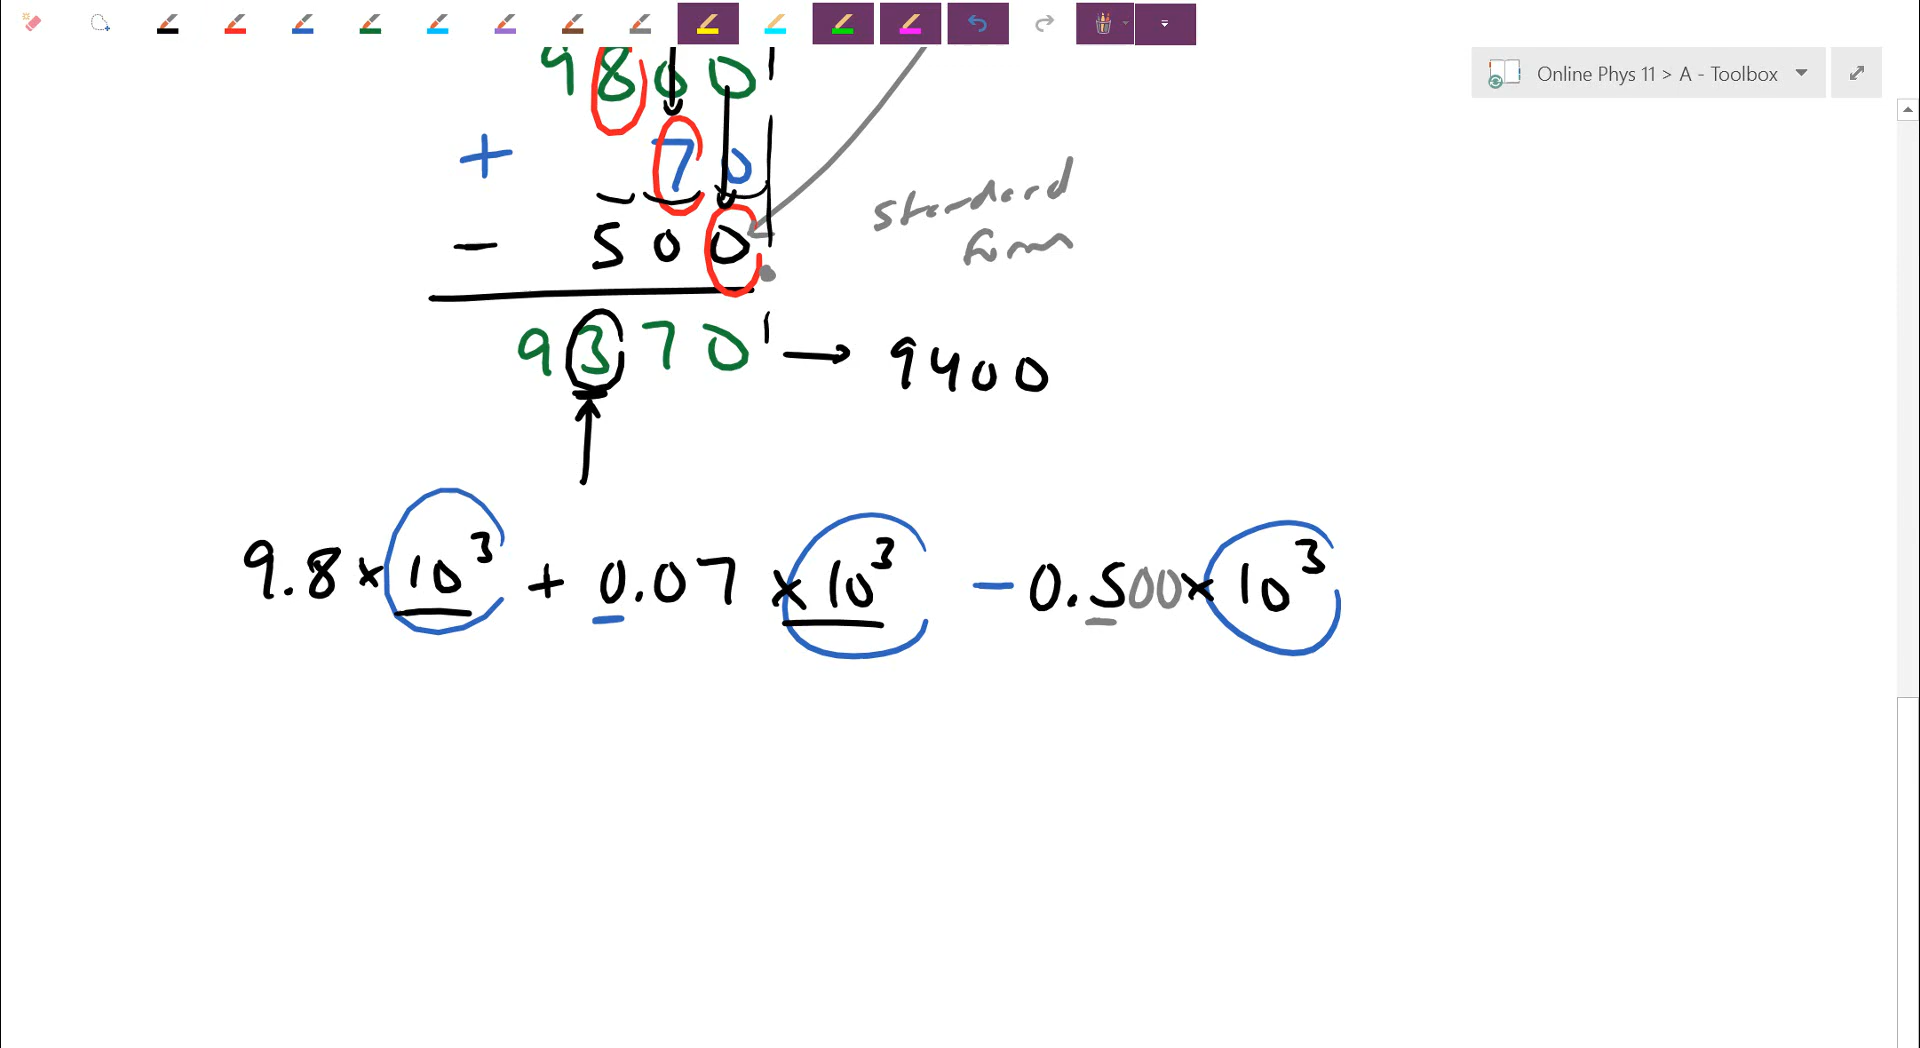 Online Phys 11 > A - Toolbox
9800
+ 70
standard
form
- 500.
9370 → 9400
9.8 × 10³ + 0.07 × 10³ - 0.500 × 10³